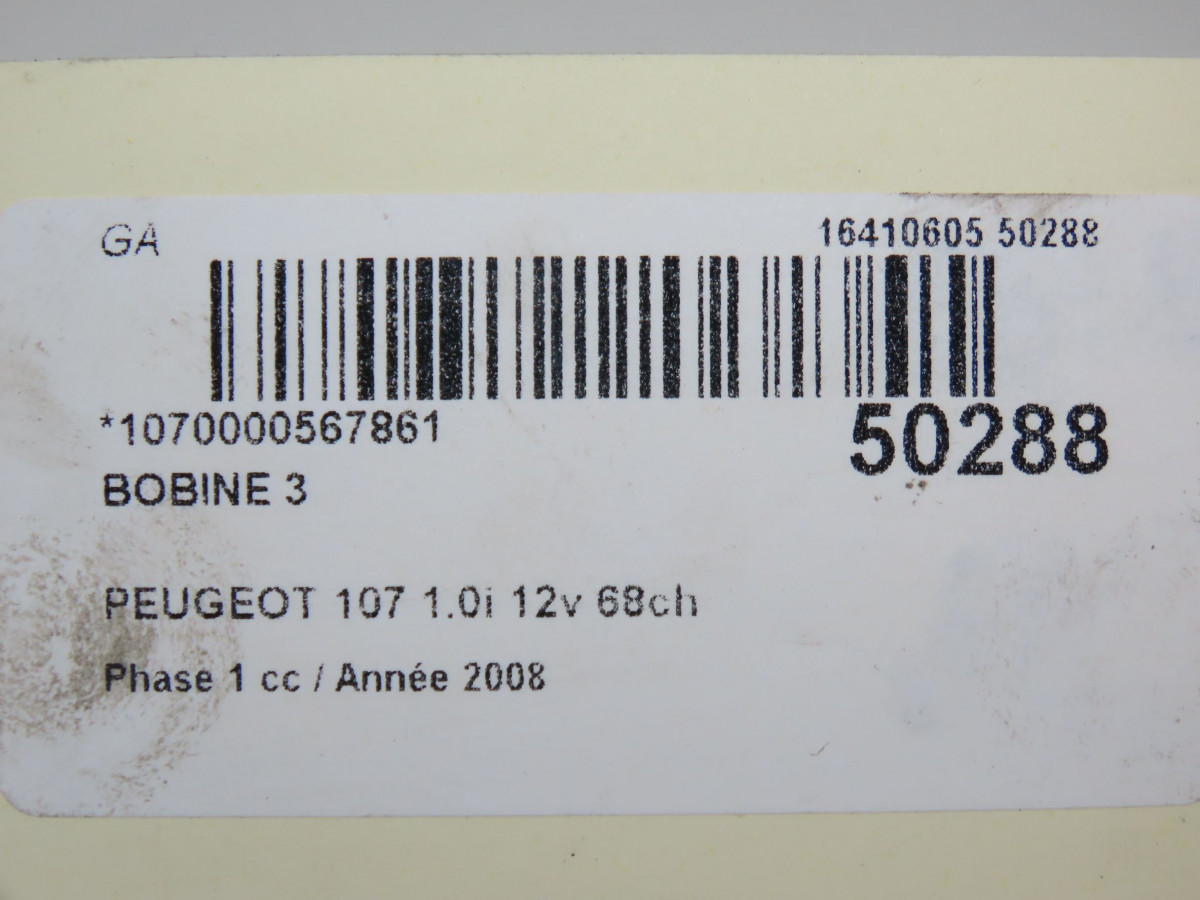 GA
16410605 50288
*1070000567861
50288
BOBINE 3
PEUGEOT 107 1.0i 12v 68ch
Phase 1 cc / Année 2008